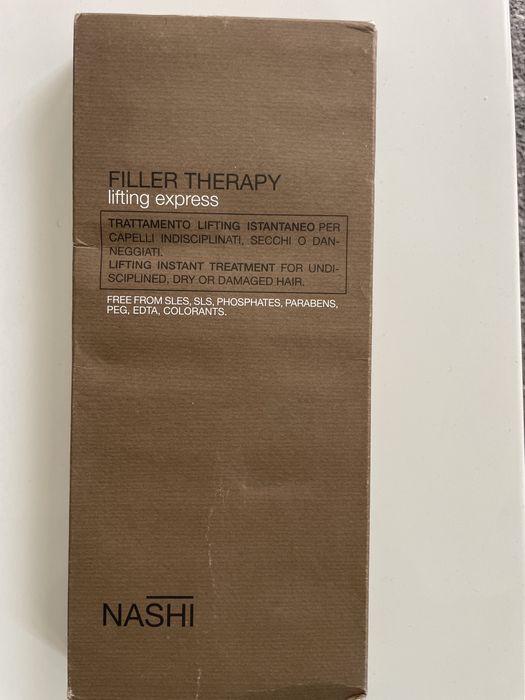 FILLER THERAPY
lifting express
TRATTAMENTO LIFTING ISTANTANEO PER
CAPELLI INDISCIPLINATI, SECCHI O DAN-
NEGGIATI.
LIFTING INSTANT TREATMENT FOR UNDI-
SCIPLINED, DRY OR DAMAGED HAIR.
FREE FROM SLES, SLS, PHOSPHATES, PARABENS,
PEG, EDTA, COLORANTS.
NASHI